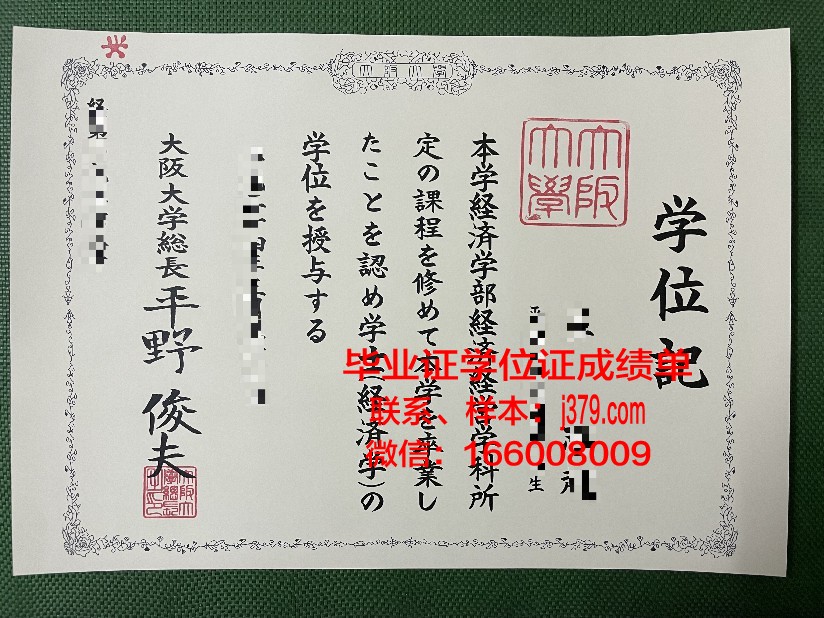 学位記
大阪
大學
生
本学経済学部経済経営学科所
定の課程を修めて本学を卒業し
たことを認め学士(経済学)の
学位を授与する
大阪大学総長 平野俊夫
毕业证学位证成绩单
联系、样本:j379.com
微信:166008009